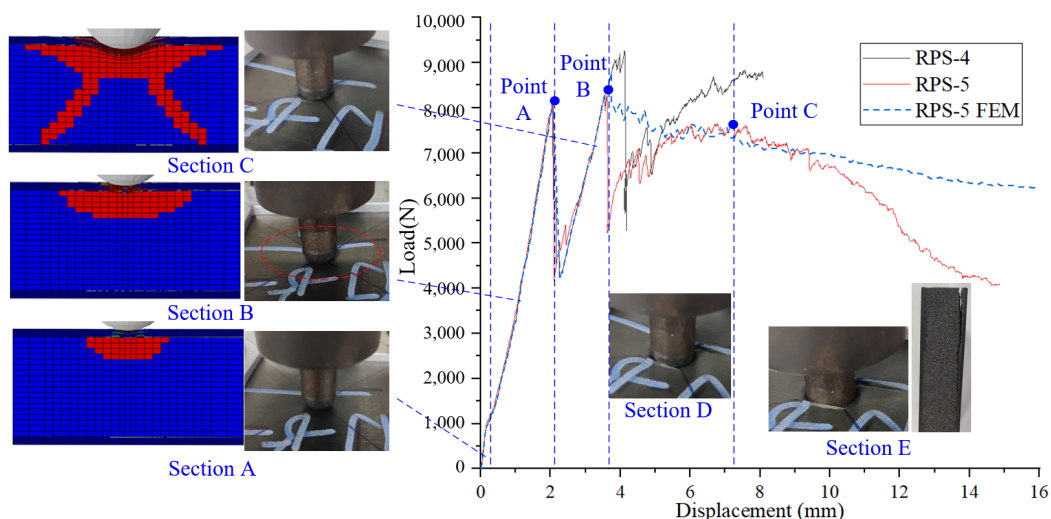 Section C
Section B
Section A
Load(N)
10,000
9,000
8,000
7,000
6,000
5,000
4,000
3,000
2,000
1,000
0
Point
A
Point
B
Point C
RPS-4
RPS-5
RPS-5 FEM
Section D
Section E
0
2
4
6
8
10
12
14
16
Displacement (mm)